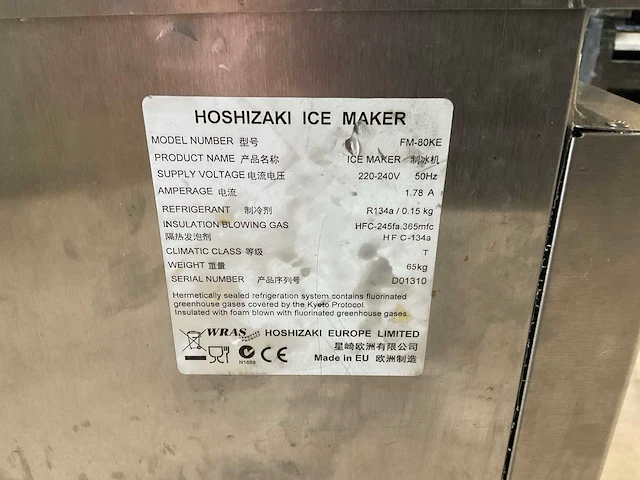 HOSHIZAKI ICE MAKER
MODEL NUMBER 型号 FM-80KE
PRODUCT NAME 产品名称 ICE MAKER 制冰机
SUPPLY VOLTAGE 电流电压 220-240V 50Hz
AMPERAGE 电流 1.78 A
REFRIGERANT 制冷剂 R134a / 0.15 kg
INSULATION BLOWING GAS HFC-245fa.365mfc
隔热发泡剂 HFC-134a
CLIMATIC CLASS 等级 T
WEIGHT 重量 65kg
SERIAL NUMBER 产品序列号 D01310
Hermetically sealed refrigeration system contains fluorinated
greenhouse gases covered by the Kyoto Protocol.
Insulated with foam blown with fluorinated greenhouse gases.
WRAS HOSHIZAKI EUROPE LIMITED
星崎欧洲有限公司
N1688 CE Made in EU 欧洲制造